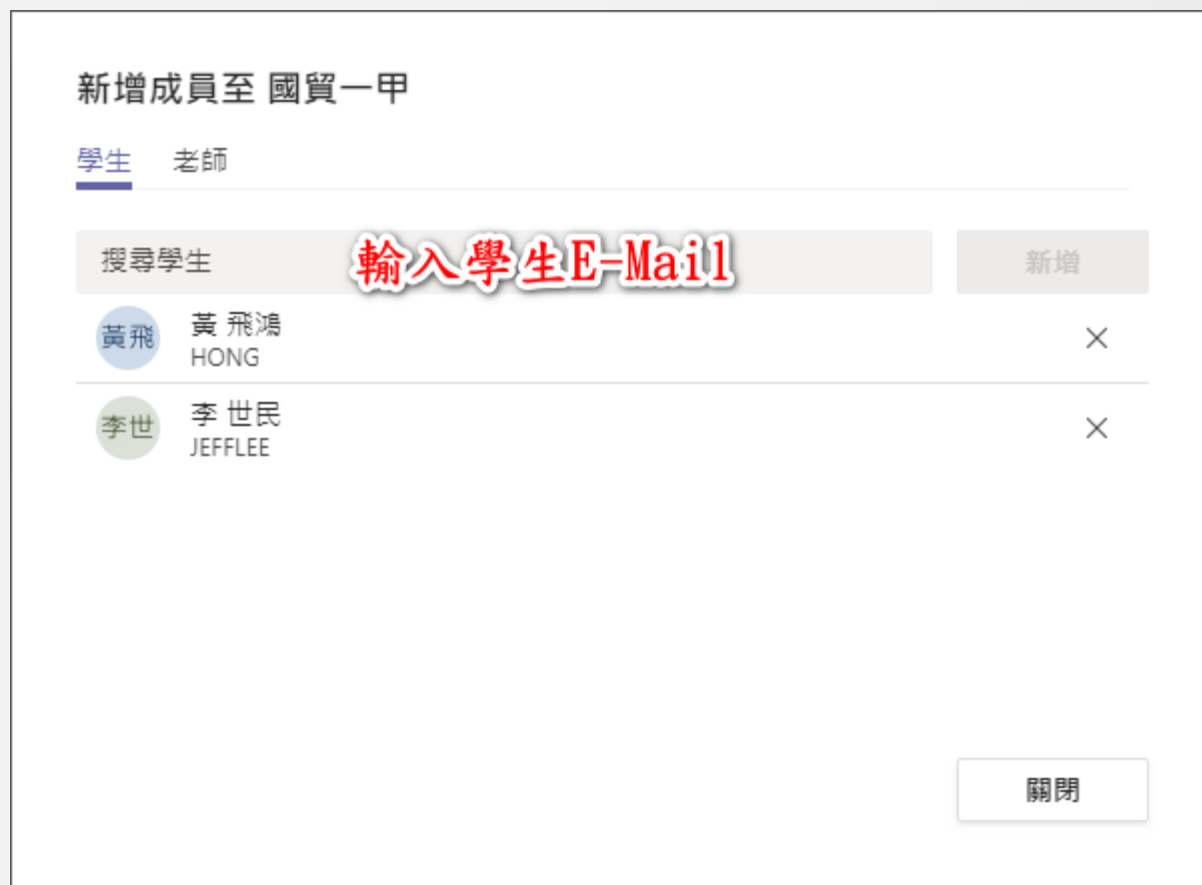 新增成員至 國貿一甲
學生 老師
搜尋學生 輸入學生E-Mail 新增
黃飛 黃 飛鴻
HONG
李世 李 世民
JEFFLEE
關閉